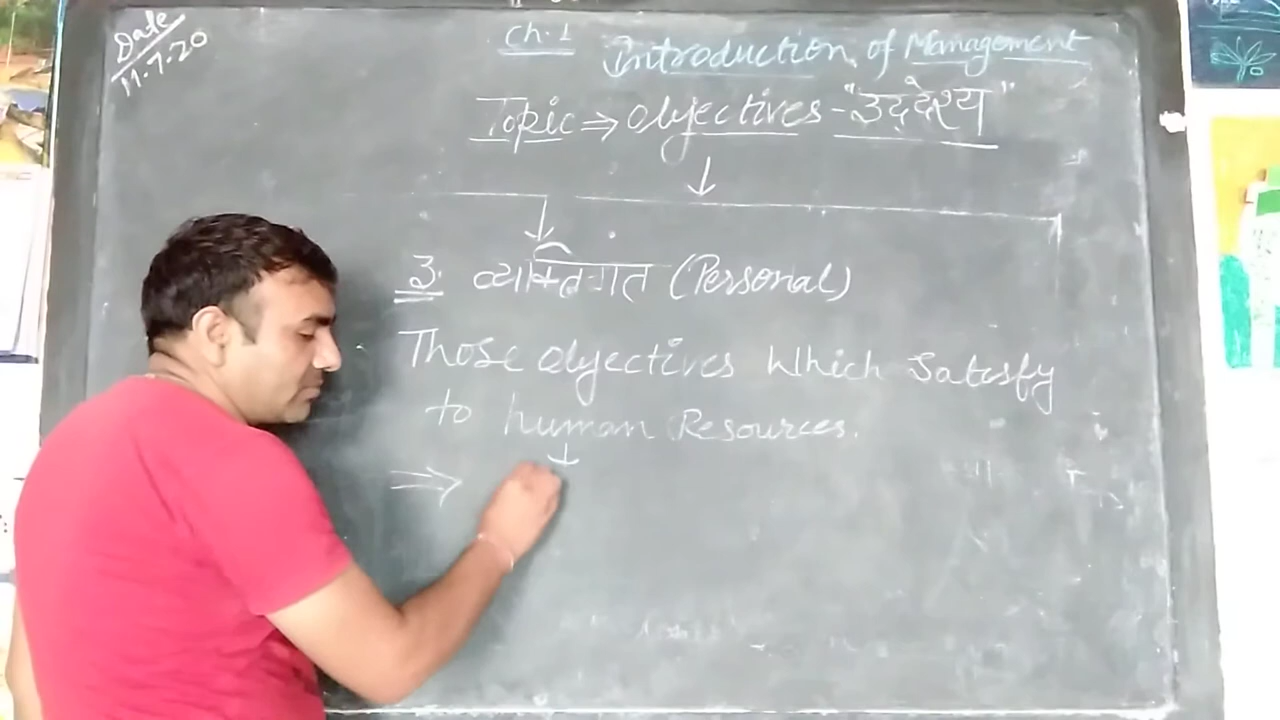 Date
11.7.20
Ch. 1 Introduction of Management
Topic ⇒ Objectives - "उद्देश्य"
3. व्यक्तिगत (Personal)
Those objectives Which Satisfy
to human Resources.